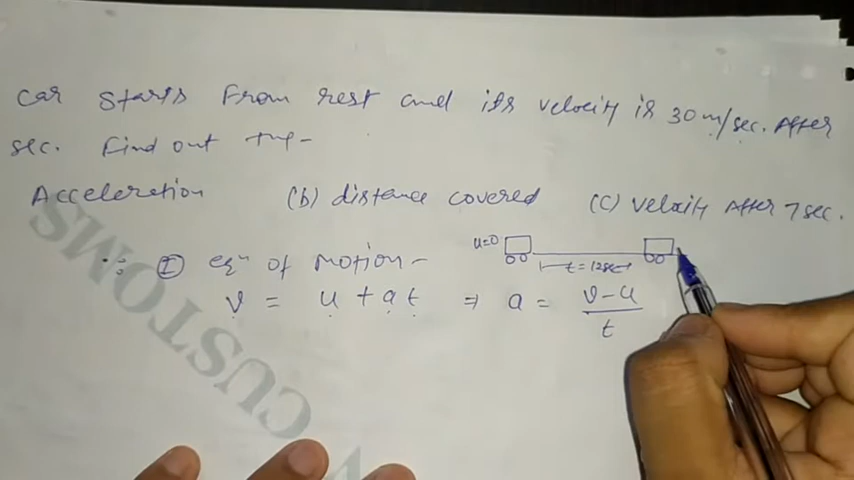 car starts from rest and its velocity is 30 m/sec. After
sec. Find out the-
Acceleration (b) distance covered (c) velocity After 7 sec.
u=0 t=12sec
∵ (I) eqⁿ of motion-
v = u + at ⇒ a = v-u/t
CUSTOMS